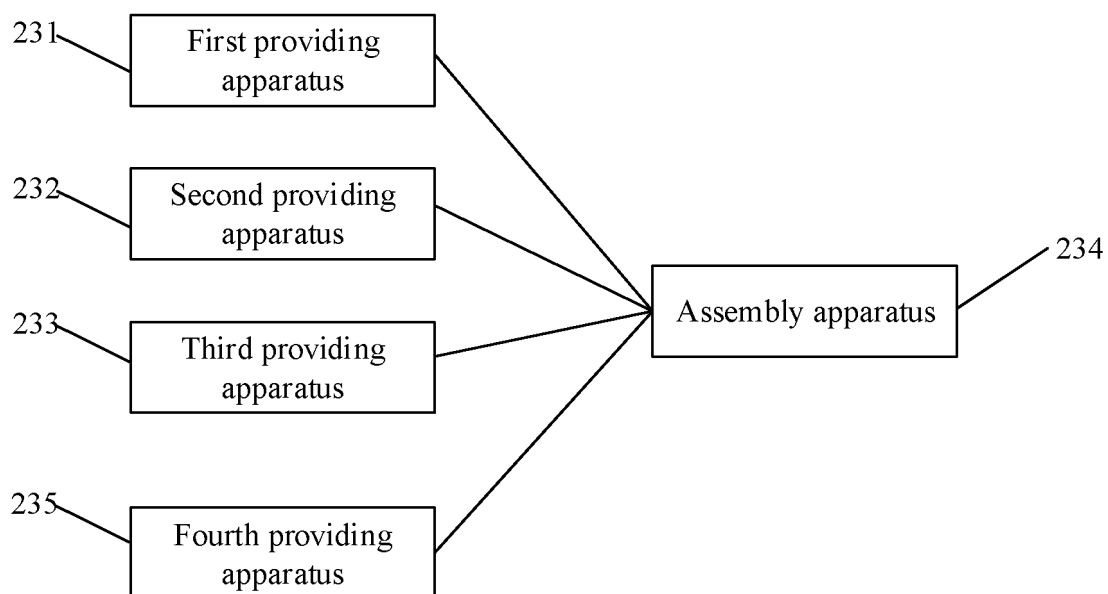 231
First providing
apparatus
232
Second providing
apparatus
233
Third providing
apparatus
234
Assembly apparatus
235
Fourth providing
apparatus